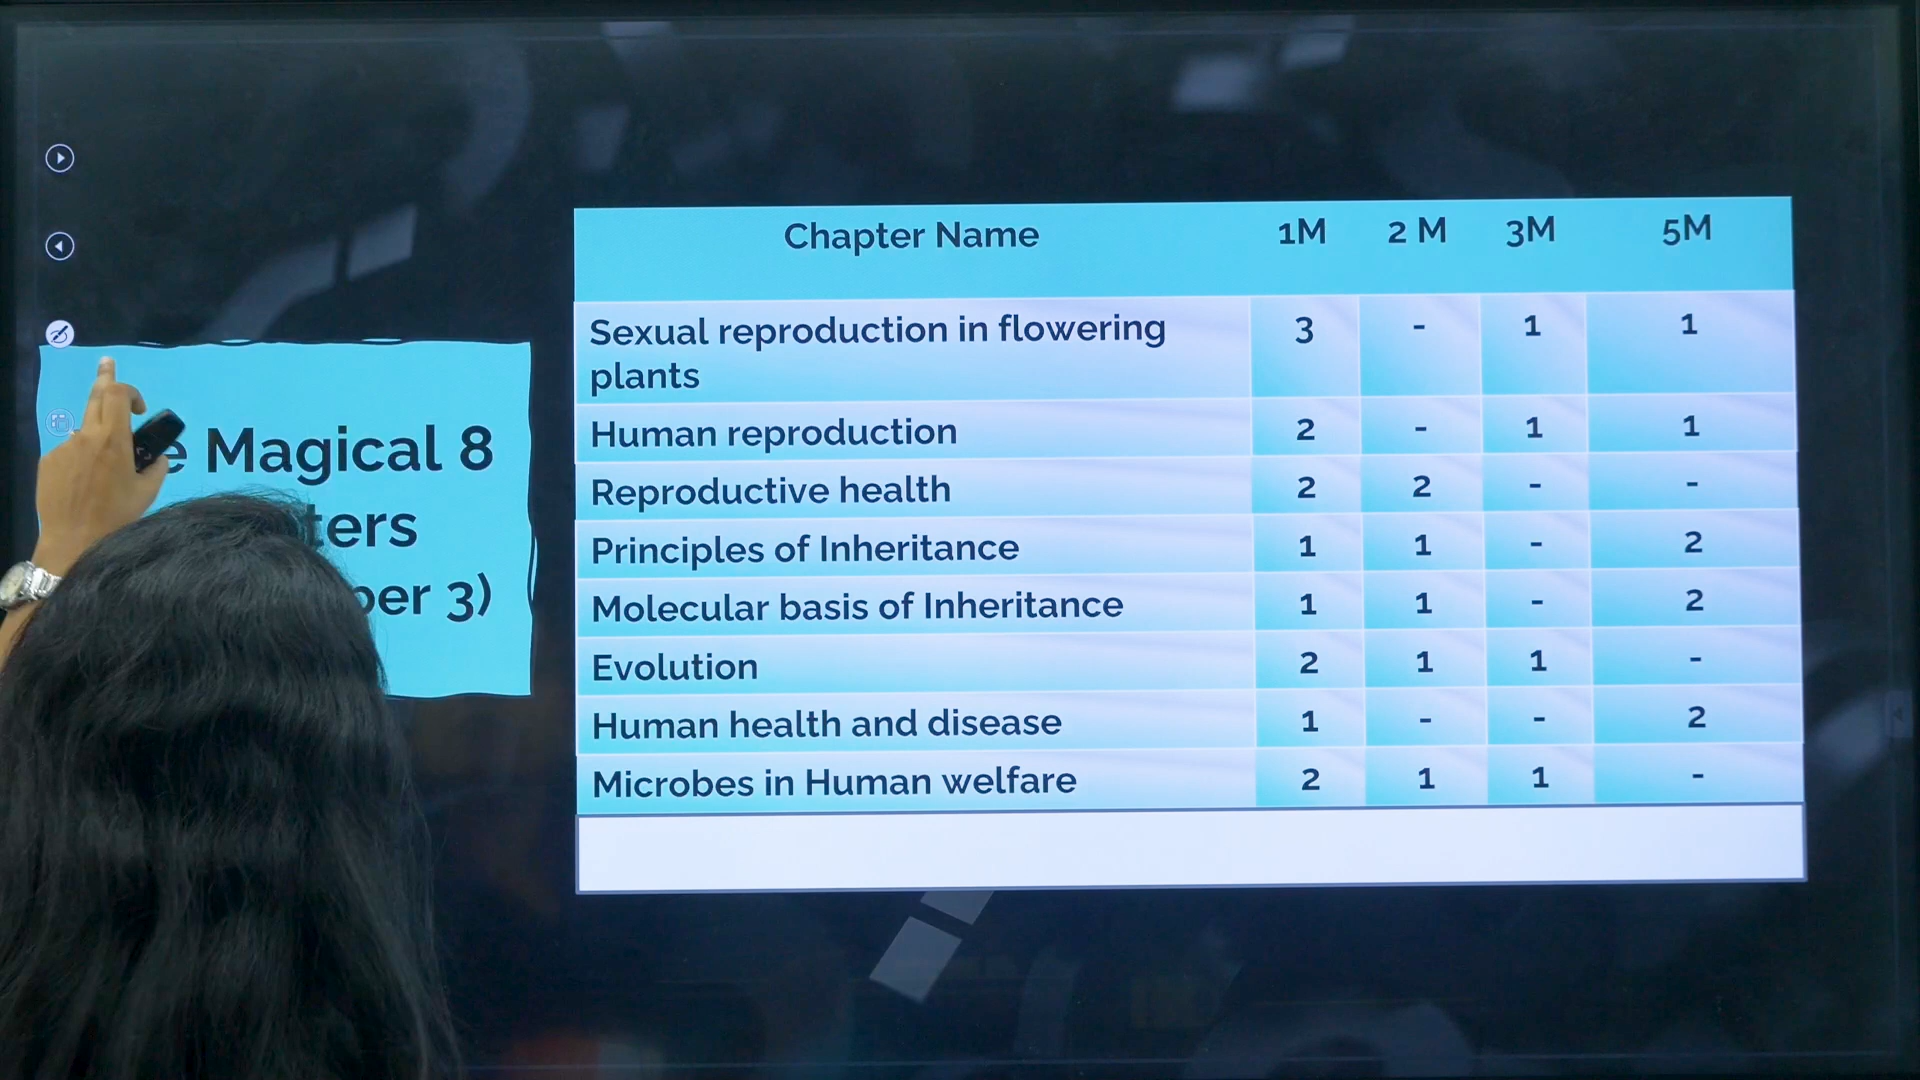 Magical 8
Chapter Name 1M 2 M 3M 5M
Sexual reproduction in flowering
plants 3 - 1 1
Human reproduction 2 - 1 1
Reproductive health 2 2 - -
Principles of Inheritance 1 1 - 2
Molecular basis of Inheritance 1 1 - 2
Evolution 2 1 1 -
Human health and disease 1 - - 2
Microbes in Human welfare 2 1 1 -
3)